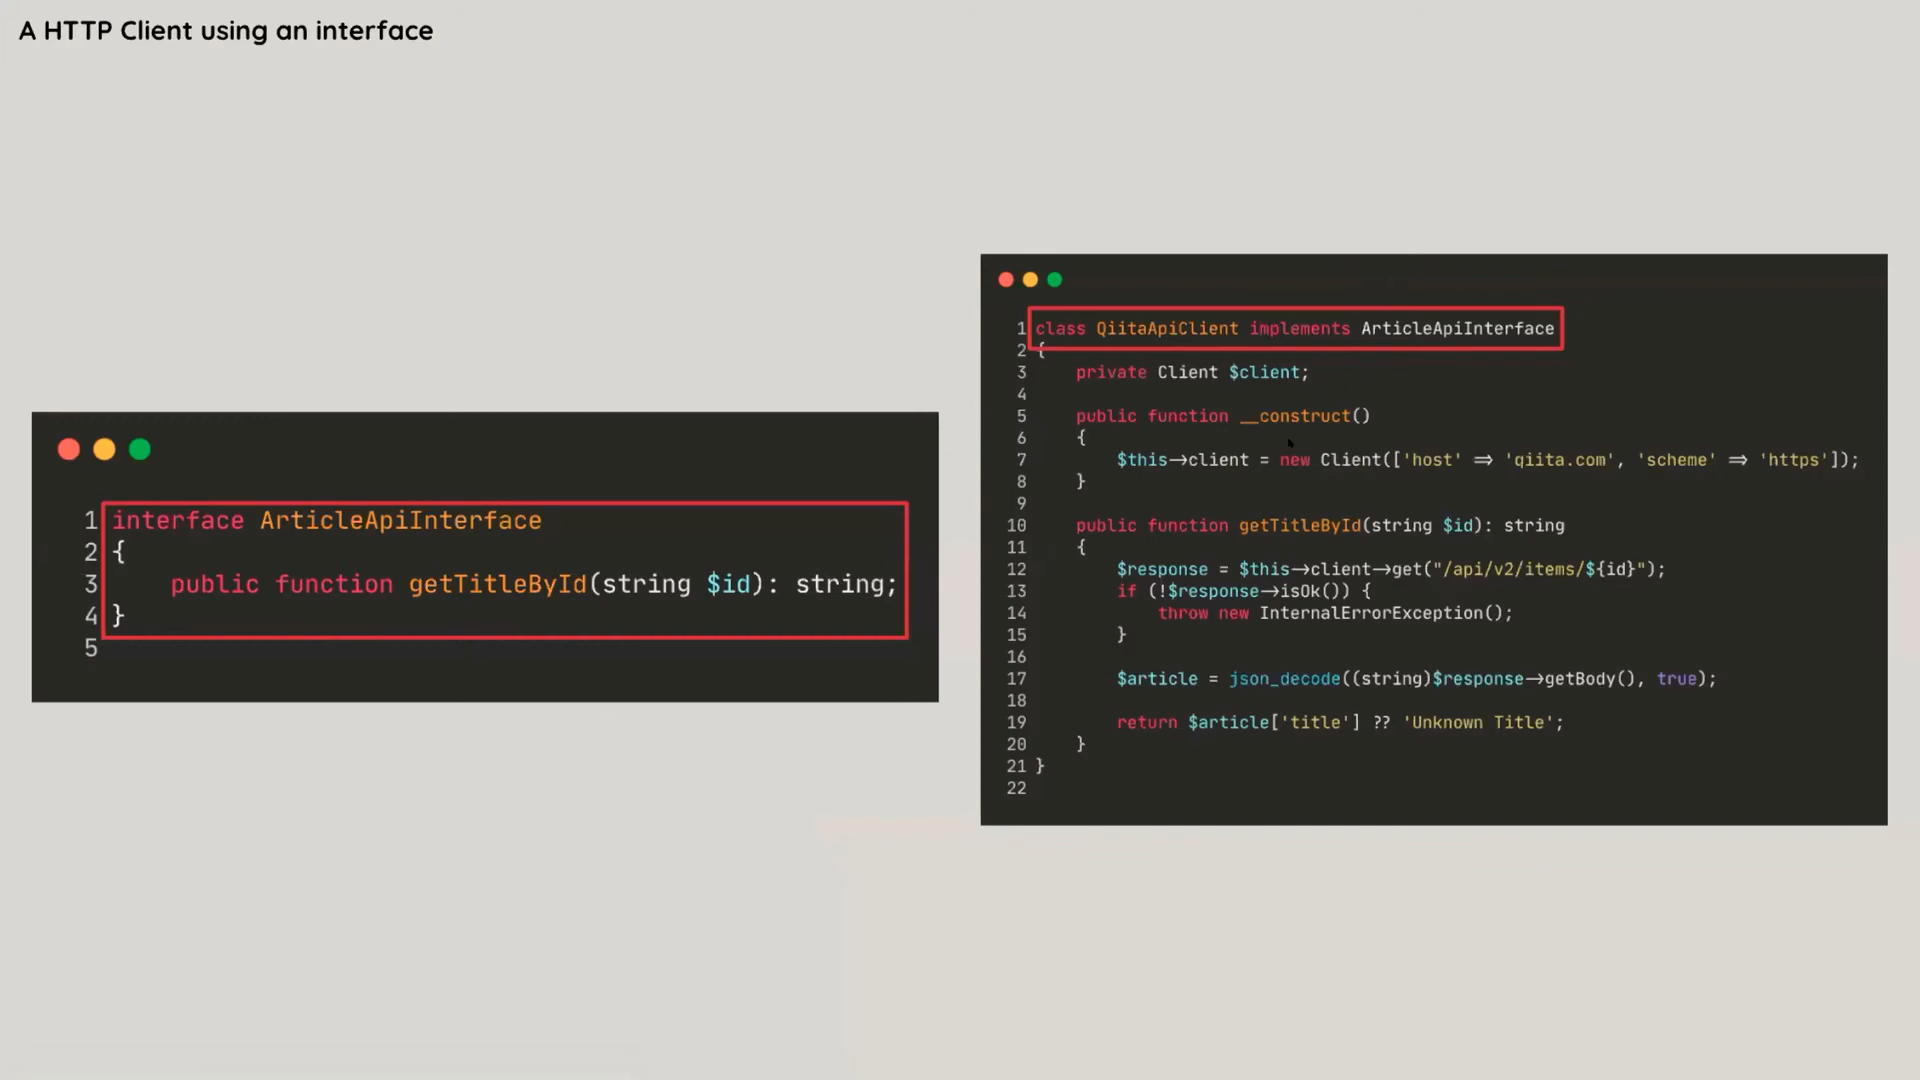 A HTTP Client using an interface
1 interface ArticleApiInterface
2 {
3     public function getTitleById(string $id): string;
4 }
5
1 class QiitaApiClient implements ArticleApiInterface
2 {
3     private Client $client;
4
5     public function __construct()
6     {
7         $this->client = new Client(['host' => 'qiita.com', 'scheme' => 'https']);
8     }
9
10     public function getTitleById(string $id): string
11     {
12         $response = $this->client->get("/api/v2/items/${id}");
13         if (!$response->isOk()) {
14             throw new InternalErrorException();
15         }
16
17         $article = json_decode((string)$response->getBody(), true);
18
19         return $article['title'] ?? 'Unknown Title';
20     }
21 }
22